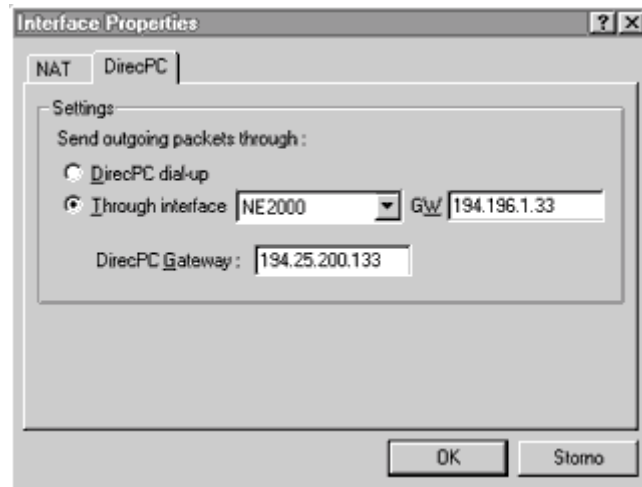 Interface Properties
NAT DirecPC
Settings
Send outgoing packets through :
DirecPC dial-up
Through interface NE2000 GW 194.196.1.33
DirecPC Gateway : 194.25.200.133
OK Storno